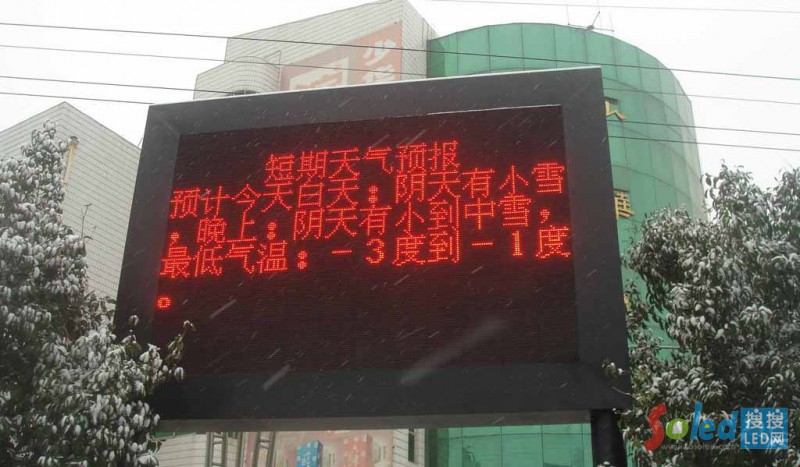 短期天气预报
预计今天白天：阴天有小雪
，晚上：阴天有小到中雪，
最低气温：－3度到－1度
。
Soled
搜搜
LED网